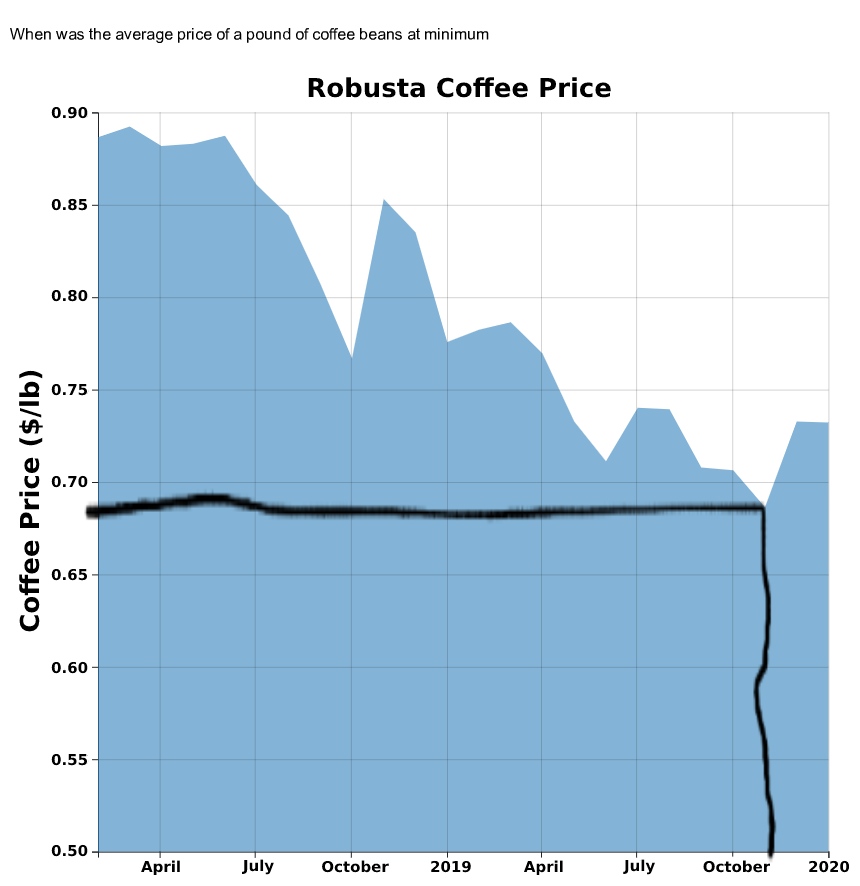 When was the average price of a pound of coffee beans at minimum
Robusta Coffee Price
0.90
0.85
0.80
0.75
0.70
0.65
0.60
0.55
0.50
Coffee Price ($/lb)
April July October 2019 April July October 2020